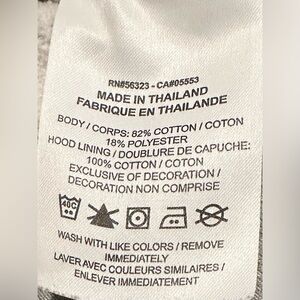 RN#56323 - CA#05553
MADE IN THAILAND
FABRIQUE EN THAILANDE
BODY / CORPS: 82% COTTON / COTON
18% POLYESTER
HOOD LINING / DOUBLURE DE CAPUCHE:
100% COTTON / COTON
EXCLUSIVE OF DECORATION /
DECORATION NON COMPRISE
40C
WASH WITH LIKE COLORS / REMOVE
IMMEDIATELY
LAVER AVEC COULEURS SIMILAIRES /
ENLEVER IMMEDIATEMENT